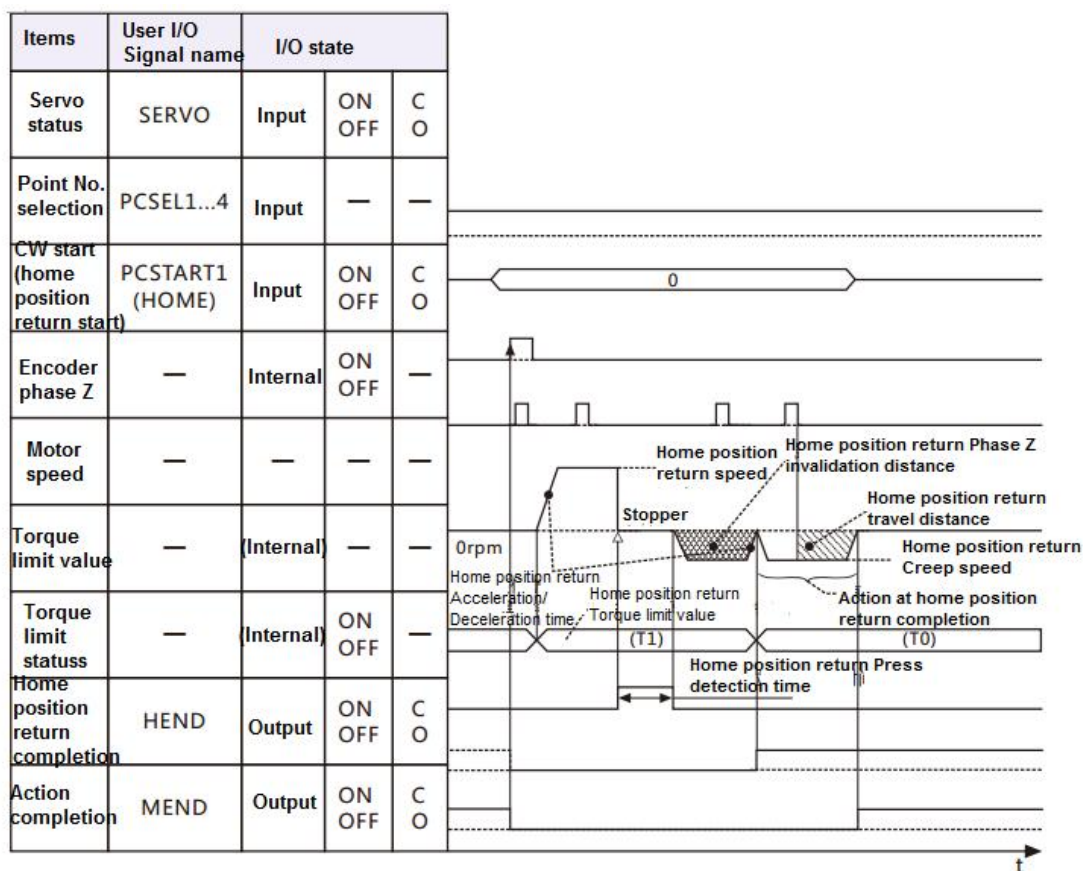 Items
User I/O
Signal name
I/O state
Servo
status
SERVO
Input
ON
OFF
C
O
Point No.
selection
PCSEL1...4
Input
—
—
CW start
(home
position
return start)
PCSTART1
(HOME)
Input
ON
OFF
C
O
0
Encoder
phase Z
—
Internal
ON
OFF
—
Motor
speed
—
—
—
—
Home position
return speed
Home position return Phase Z
invalidation distance
Stopper
Home position return
travel distance
Torque
limit value
—
(Internal)
—
—
0rpm
Home position return
Creep speed
Home position return
Acceleration/
Deceleration time
Home position return
Torque limit value
Action at home position
return completion
Torque
limit
statuss
—
(Internal)
ON
OFF
—
(T1)
(T0)
Home position return Press
detection time
Home
position
return
completion
HEND
Output
ON
OFF
C
O
Action
completion
MEND
Output
ON
OFF
C
O
t